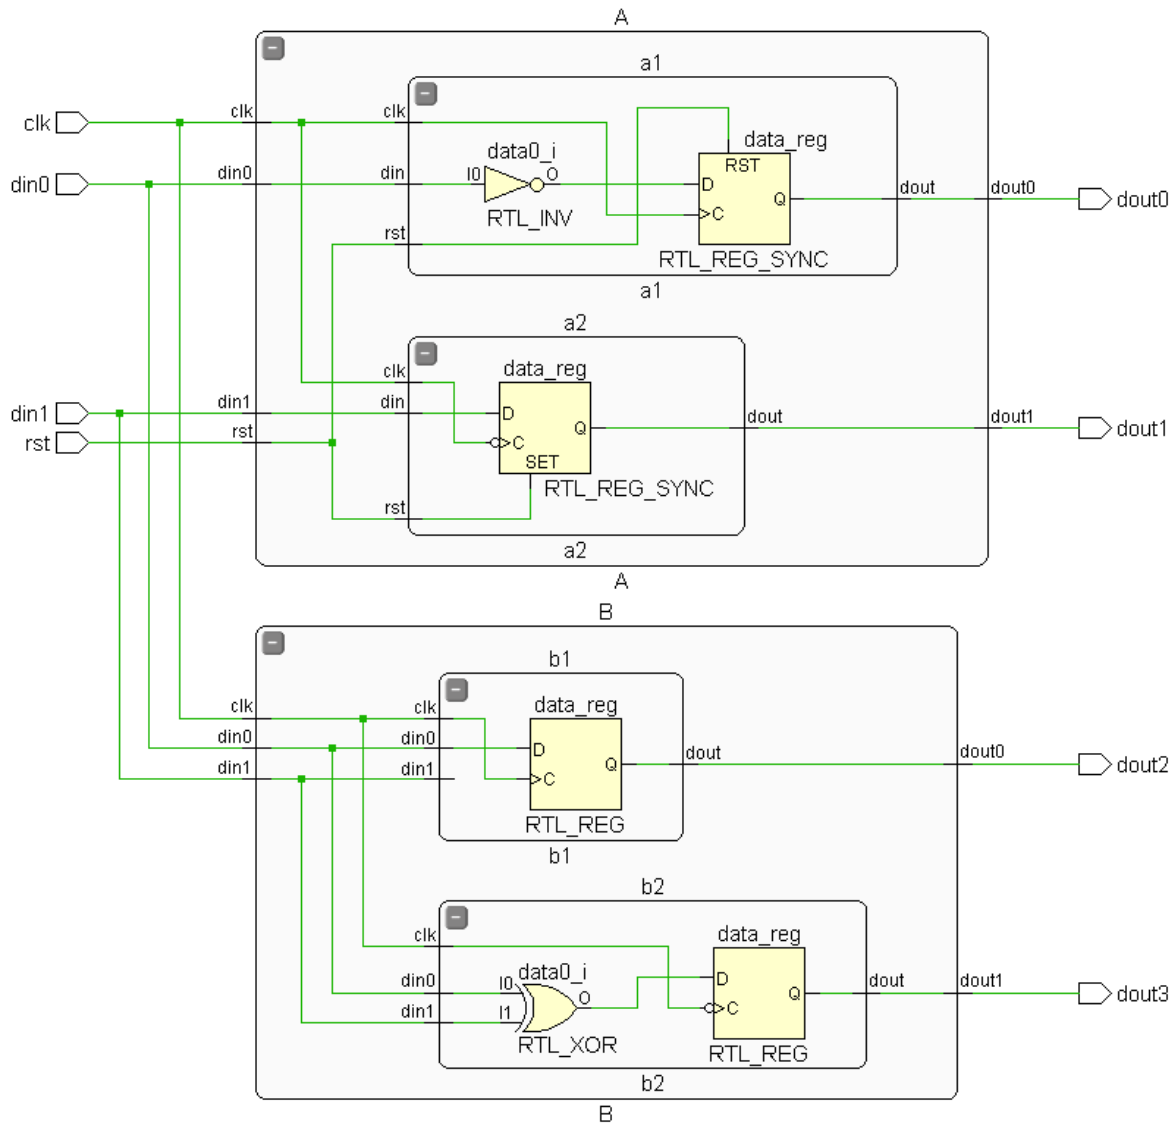 A
a1
clk
clk
clk
data_reg
RST
data0_i
din0
din0
din
I0
O
D
Q
dout
dout0
dout0
RTL_INV
C
rst
RTL_REG_SYNC
a1
a2
clk
data_reg
din1
din1
din
D
rst
rst
C
Q
dout
dout1
dout1
SET
RTL_REG_SYNC
rst
a2
A
B
b1
clk
clk
data_reg
din0
din0
D
din1
din1
C
Q
dout
dout0
dout2
RTL_REG
b1
b2
clk
data_reg
data0_i
din0
I0
O
D
Q
dout
dout1
dout3
din1
I1
C
RTL_XOR
RTL_REG
b2
B